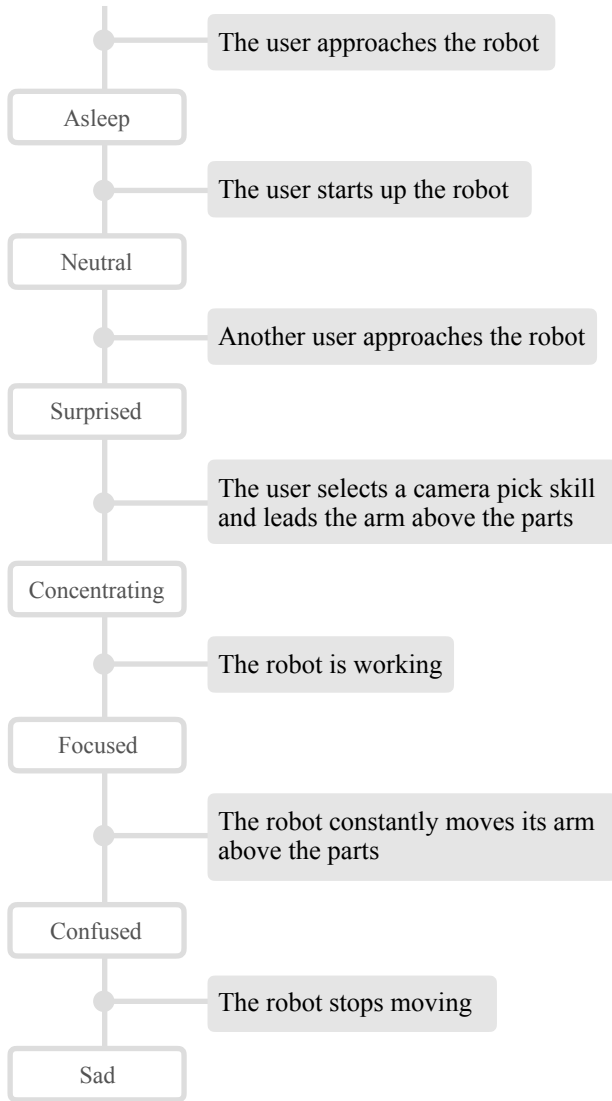 The user approaches the robot
Asleep
The user starts up the robot
Neutral
Another user approaches the robot
Surprised
The user selects a camera pick skill
and leads the arm above the parts
Concentrating
The robot is working
Focused
The robot constantly moves its arm
above the parts
Confused
The robot stops moving
Sad